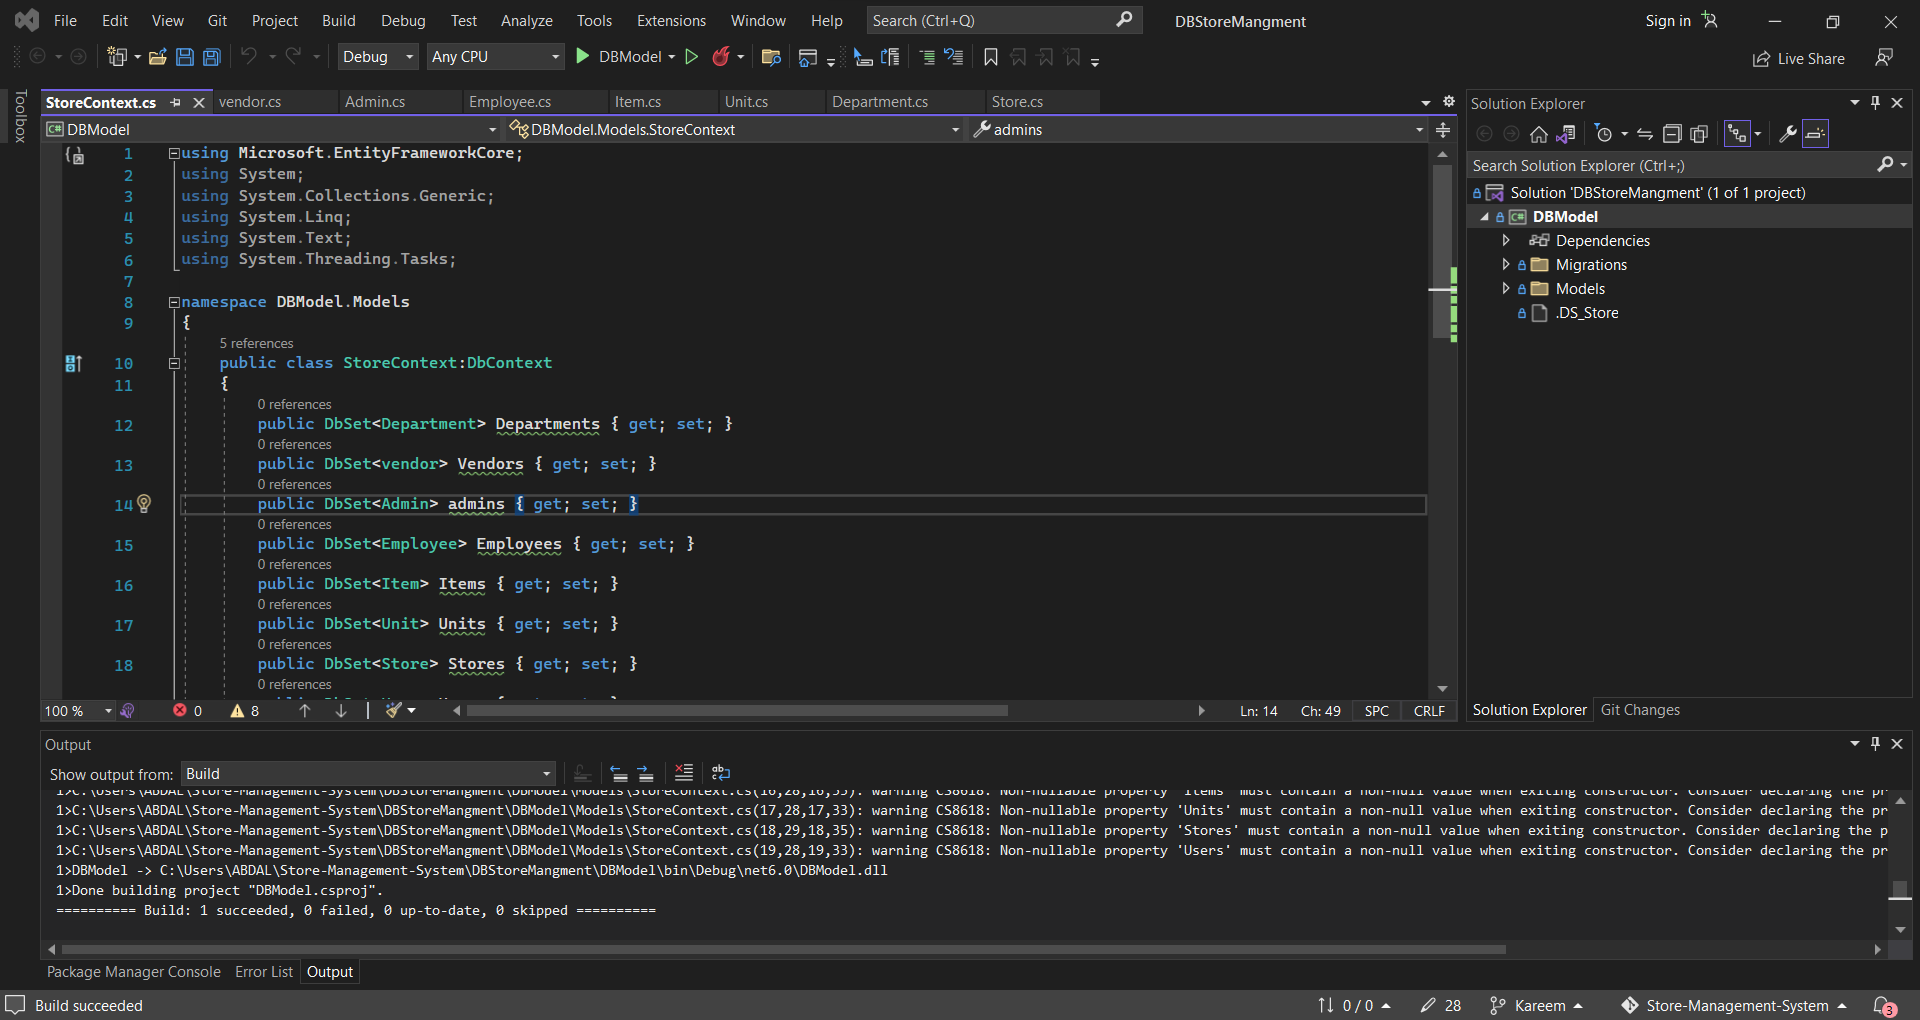 File Edit View Git Project Build Debug Test Analyze Tools Extensions Window Help Search (Ctrl+Q) DBStoreMangment Sign in
Debug Any CPU DBModel Live Share
Toolbox
StoreContext.cs vendor.cs Admin.cs Employee.cs Item.cs Unit.cs Department.cs Store.cs
DBModel DBModel.Models.StoreContext admins
1 using Microsoft.EntityFrameworkCore;
2 using System;
3 using System.Collections.Generic;
4 using System.Linq;
5 using System.Text;
6 using System.Threading.Tasks;
7
8 namespace DBModel.Models
9 {
5 references
10 public class StoreContext:DbContext
11 {
0 references
12 public DbSet<Department> Departments { get; set; }
0 references
13 public DbSet<vendor> Vendors { get; set; }
0 references
14 public DbSet<Admin> admins { get; set; }
0 references
15 public DbSet<Employee> Employees { get; set; }
0 references
16 public DbSet<Item> Items { get; set; }
0 references
17 public DbSet<Unit> Units { get; set; }
0 references
18 public DbSet<Store> Stores { get; set; }
0 references
100 % 0 8 Ln: 14 Ch: 49 SPC CRLF
Solution Explorer
Search Solution Explorer (Ctrl+;)
Solution 'DBStoreMangment' (1 of 1 project)
DBModel
Dependencies
Migrations
Models
.DS_Store
Solution Explorer Git Changes
Output
Show output from: Build
1>C:\Users\ABDAL\Store-Management-System\DBStoreMangment\DBModel\Models\StoreContext.cs(16,28,16,33): warning CS8618: Non-nullable property 'Items' must contain a non-null value when exiting constructor. Consider declaring the pr
1>C:\Users\ABDAL\Store-Management-System\DBStoreMangment\DBModel\Models\StoreContext.cs(17,28,17,33): warning CS8618: Non-nullable property 'Units' must contain a non-null value when exiting constructor. Consider declaring the pr
1>C:\Users\ABDAL\Store-Management-System\DBStoreMangment\DBModel\Models\StoreContext.cs(18,29,18,35): warning CS8618: Non-nullable property 'Stores' must contain a non-null value when exiting constructor. Consider declaring the p
1>C:\Users\ABDAL\Store-Management-System\DBStoreMangment\DBModel\Models\StoreContext.cs(19,28,19,33): warning CS8618: Non-nullable property 'Users' must contain a non-null value when exiting constructor. Consider declaring the pr
1>DBModel -> C:\Users\ABDAL\Store-Management-System\DBStoreMangment\DBModel\bin\Debug\net6.0\DBModel.dll
1>Done building project "DBModel.csproj".
========== Build: 1 succeeded, 0 failed, 0 up-to-date, 0 skipped ==========
Package Manager Console Error List Output
Build succeeded 0 / 0 28 Kareem Store-Management-System 3